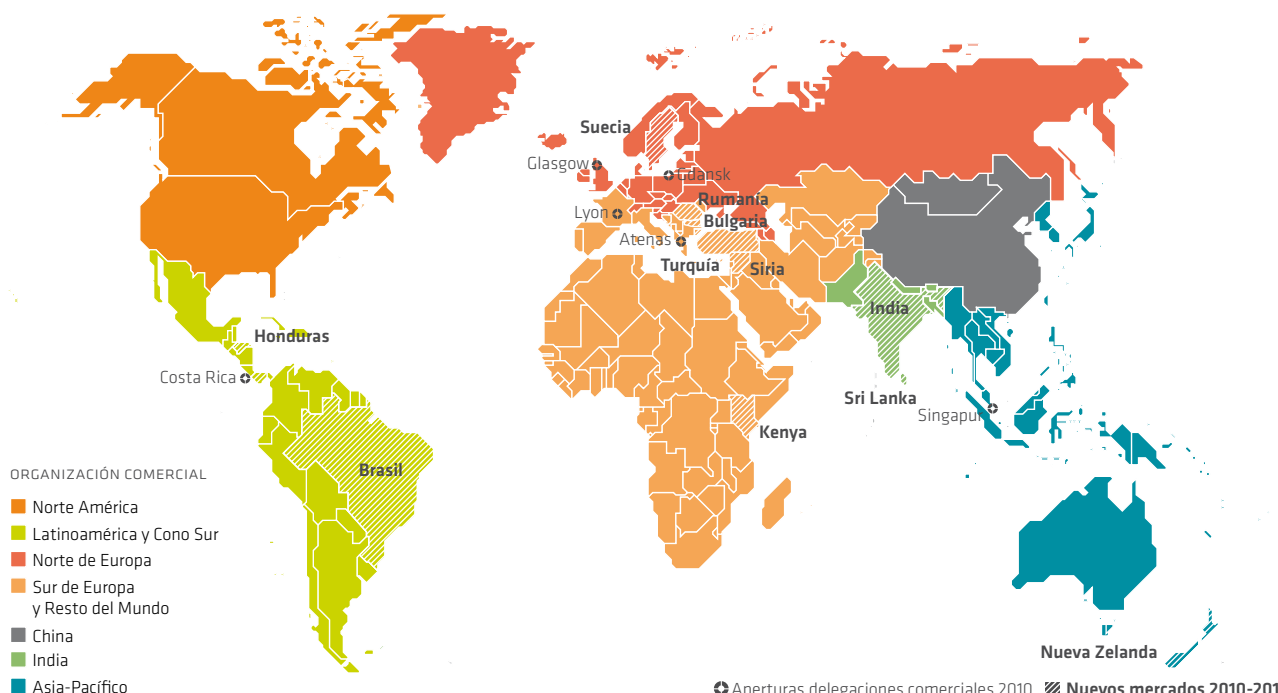 Suecia
Glasgow
Gdansk
Rumanía
Lyon
Bulgaria
Atenas
Turquía
Siria
India
Honduras
Costa Rica
Sri Lanka
Singapur
Kenya
Brasil
ORGANIZACIÓN COMERCIAL
Norte América
Latinoamérica y Cono Sur
Norte de Europa
Sur de Europa
y Resto del Mundo
China
India
Asia-Pacífico
Nueva Zelanda
Aperturas delegaciones comerciales 2010 Nuevos mercados 2010-201